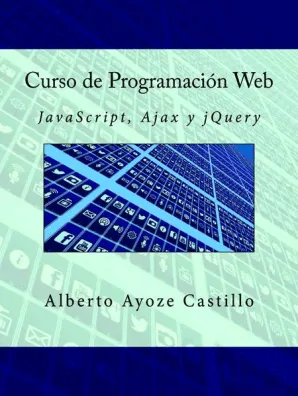 Curso de Programación Web
JavaScript, Ajax y jQuery
Alberto Ayoze Castillo